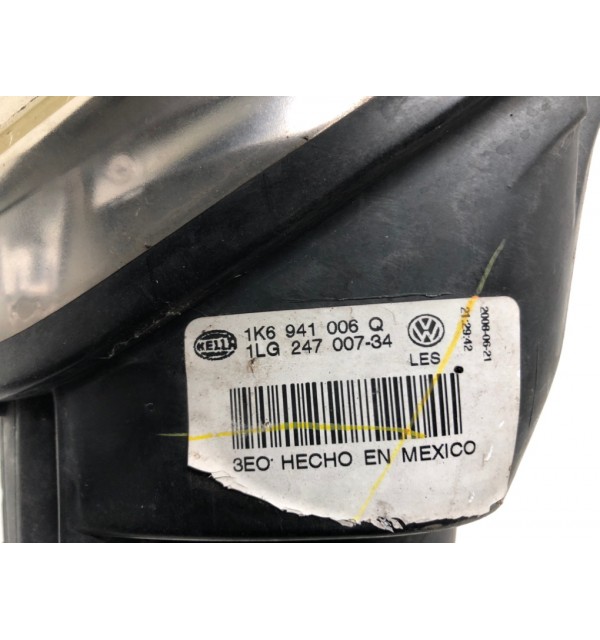 HELLA
1K6 941 006 Q
1LG 247 007-34
LES
2008-06-21
21:29:42
3EO HECHO EN MEXICO